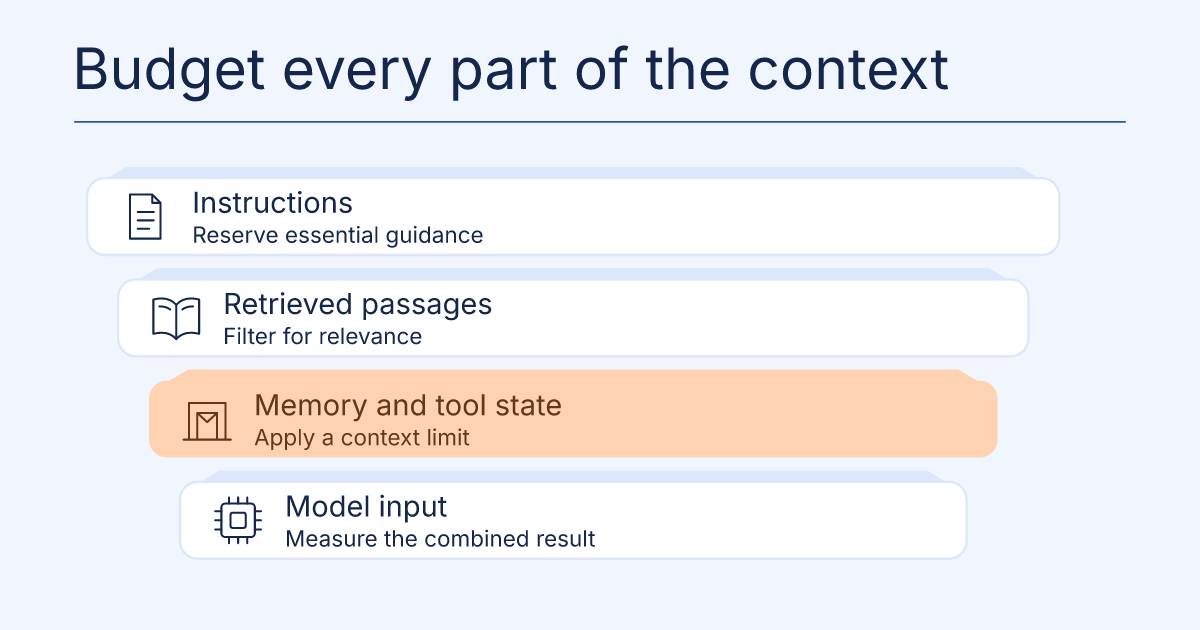 Budget every part of the context
Instructions
Reserve essential guidance
Retrieved passages
Filter for relevance
Memory and tool state
Apply a context limit
Model input
Measure the combined result